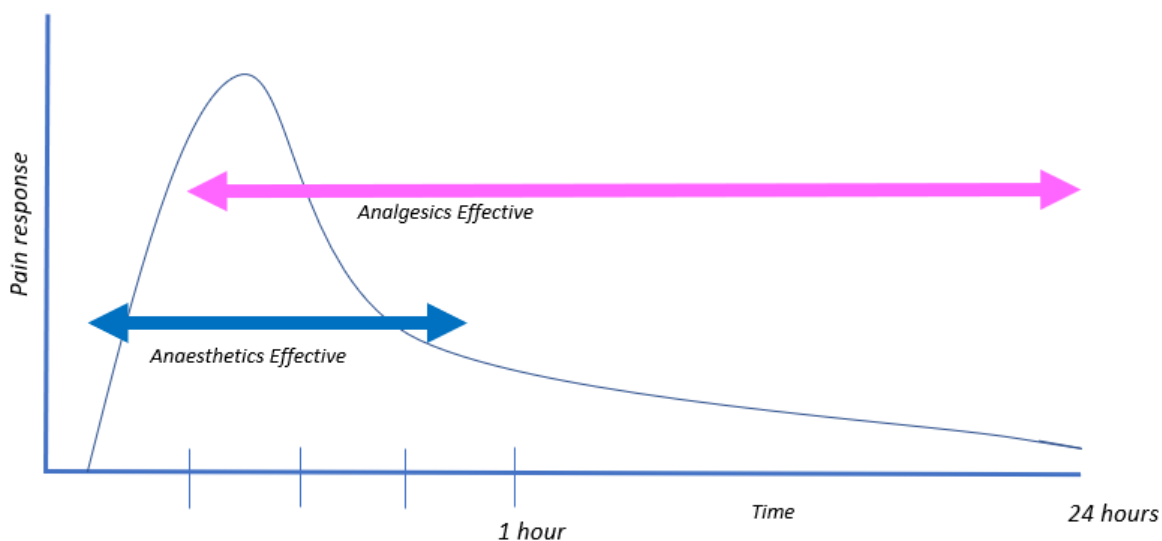 Pain response
Analgesics Effective
Anaesthetics Effective
1 hour
Time
24 hours